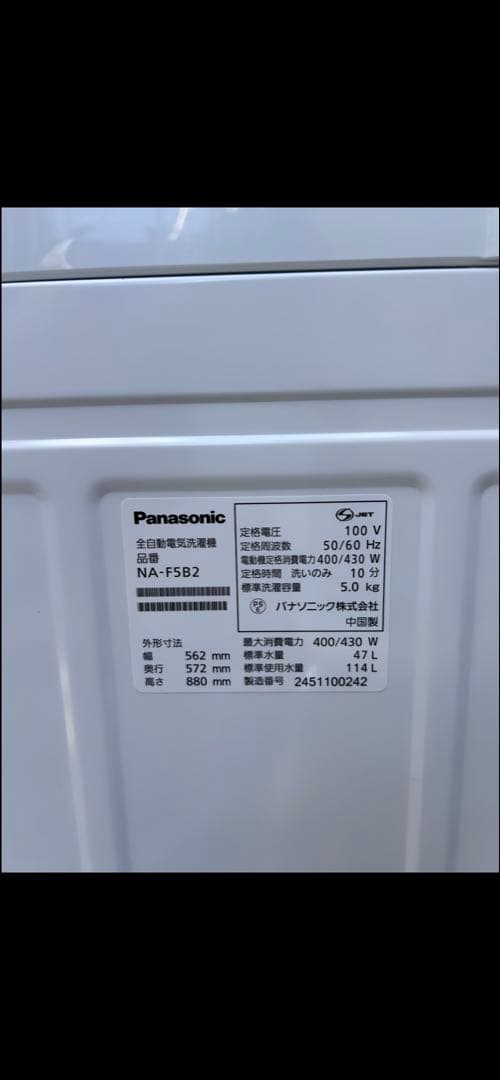 Panasonic
全自動電気洗濯機
品番
NA-F5B2
JET
定格電圧 100 V
定格周波数 50/60 Hz
電動機定格消費電力 400/430 W
定格時間 洗いのみ 10 分
標準洗濯容量 5.0 kg
PS E パナソニック株式会社
中国製
外形寸法
幅 562 mm
奥行 572 mm
高さ 880 mm
最大消費電力 400/430 W
標準水量 47 L
標準使用水量 114 L
製造番号 2451100242